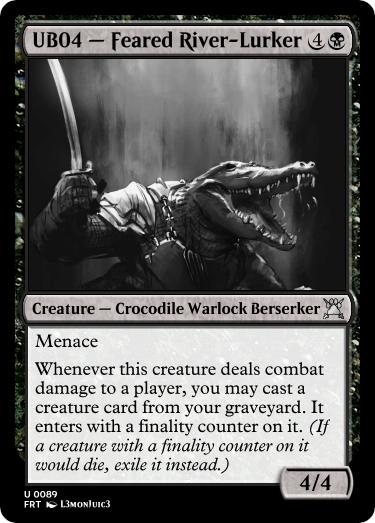 UB04 — Feared River-Lurker 4
Creature — Crocodile Warlock Berserker
Menace
Whenever this creature deals combat
damage to a player, you may cast a
creature card from your graveyard. It
enters with a finality counter on it. (If
a creature with a finality counter on it
would die, exile it instead.)
4/4
U 0089
FRT L3monJuic3